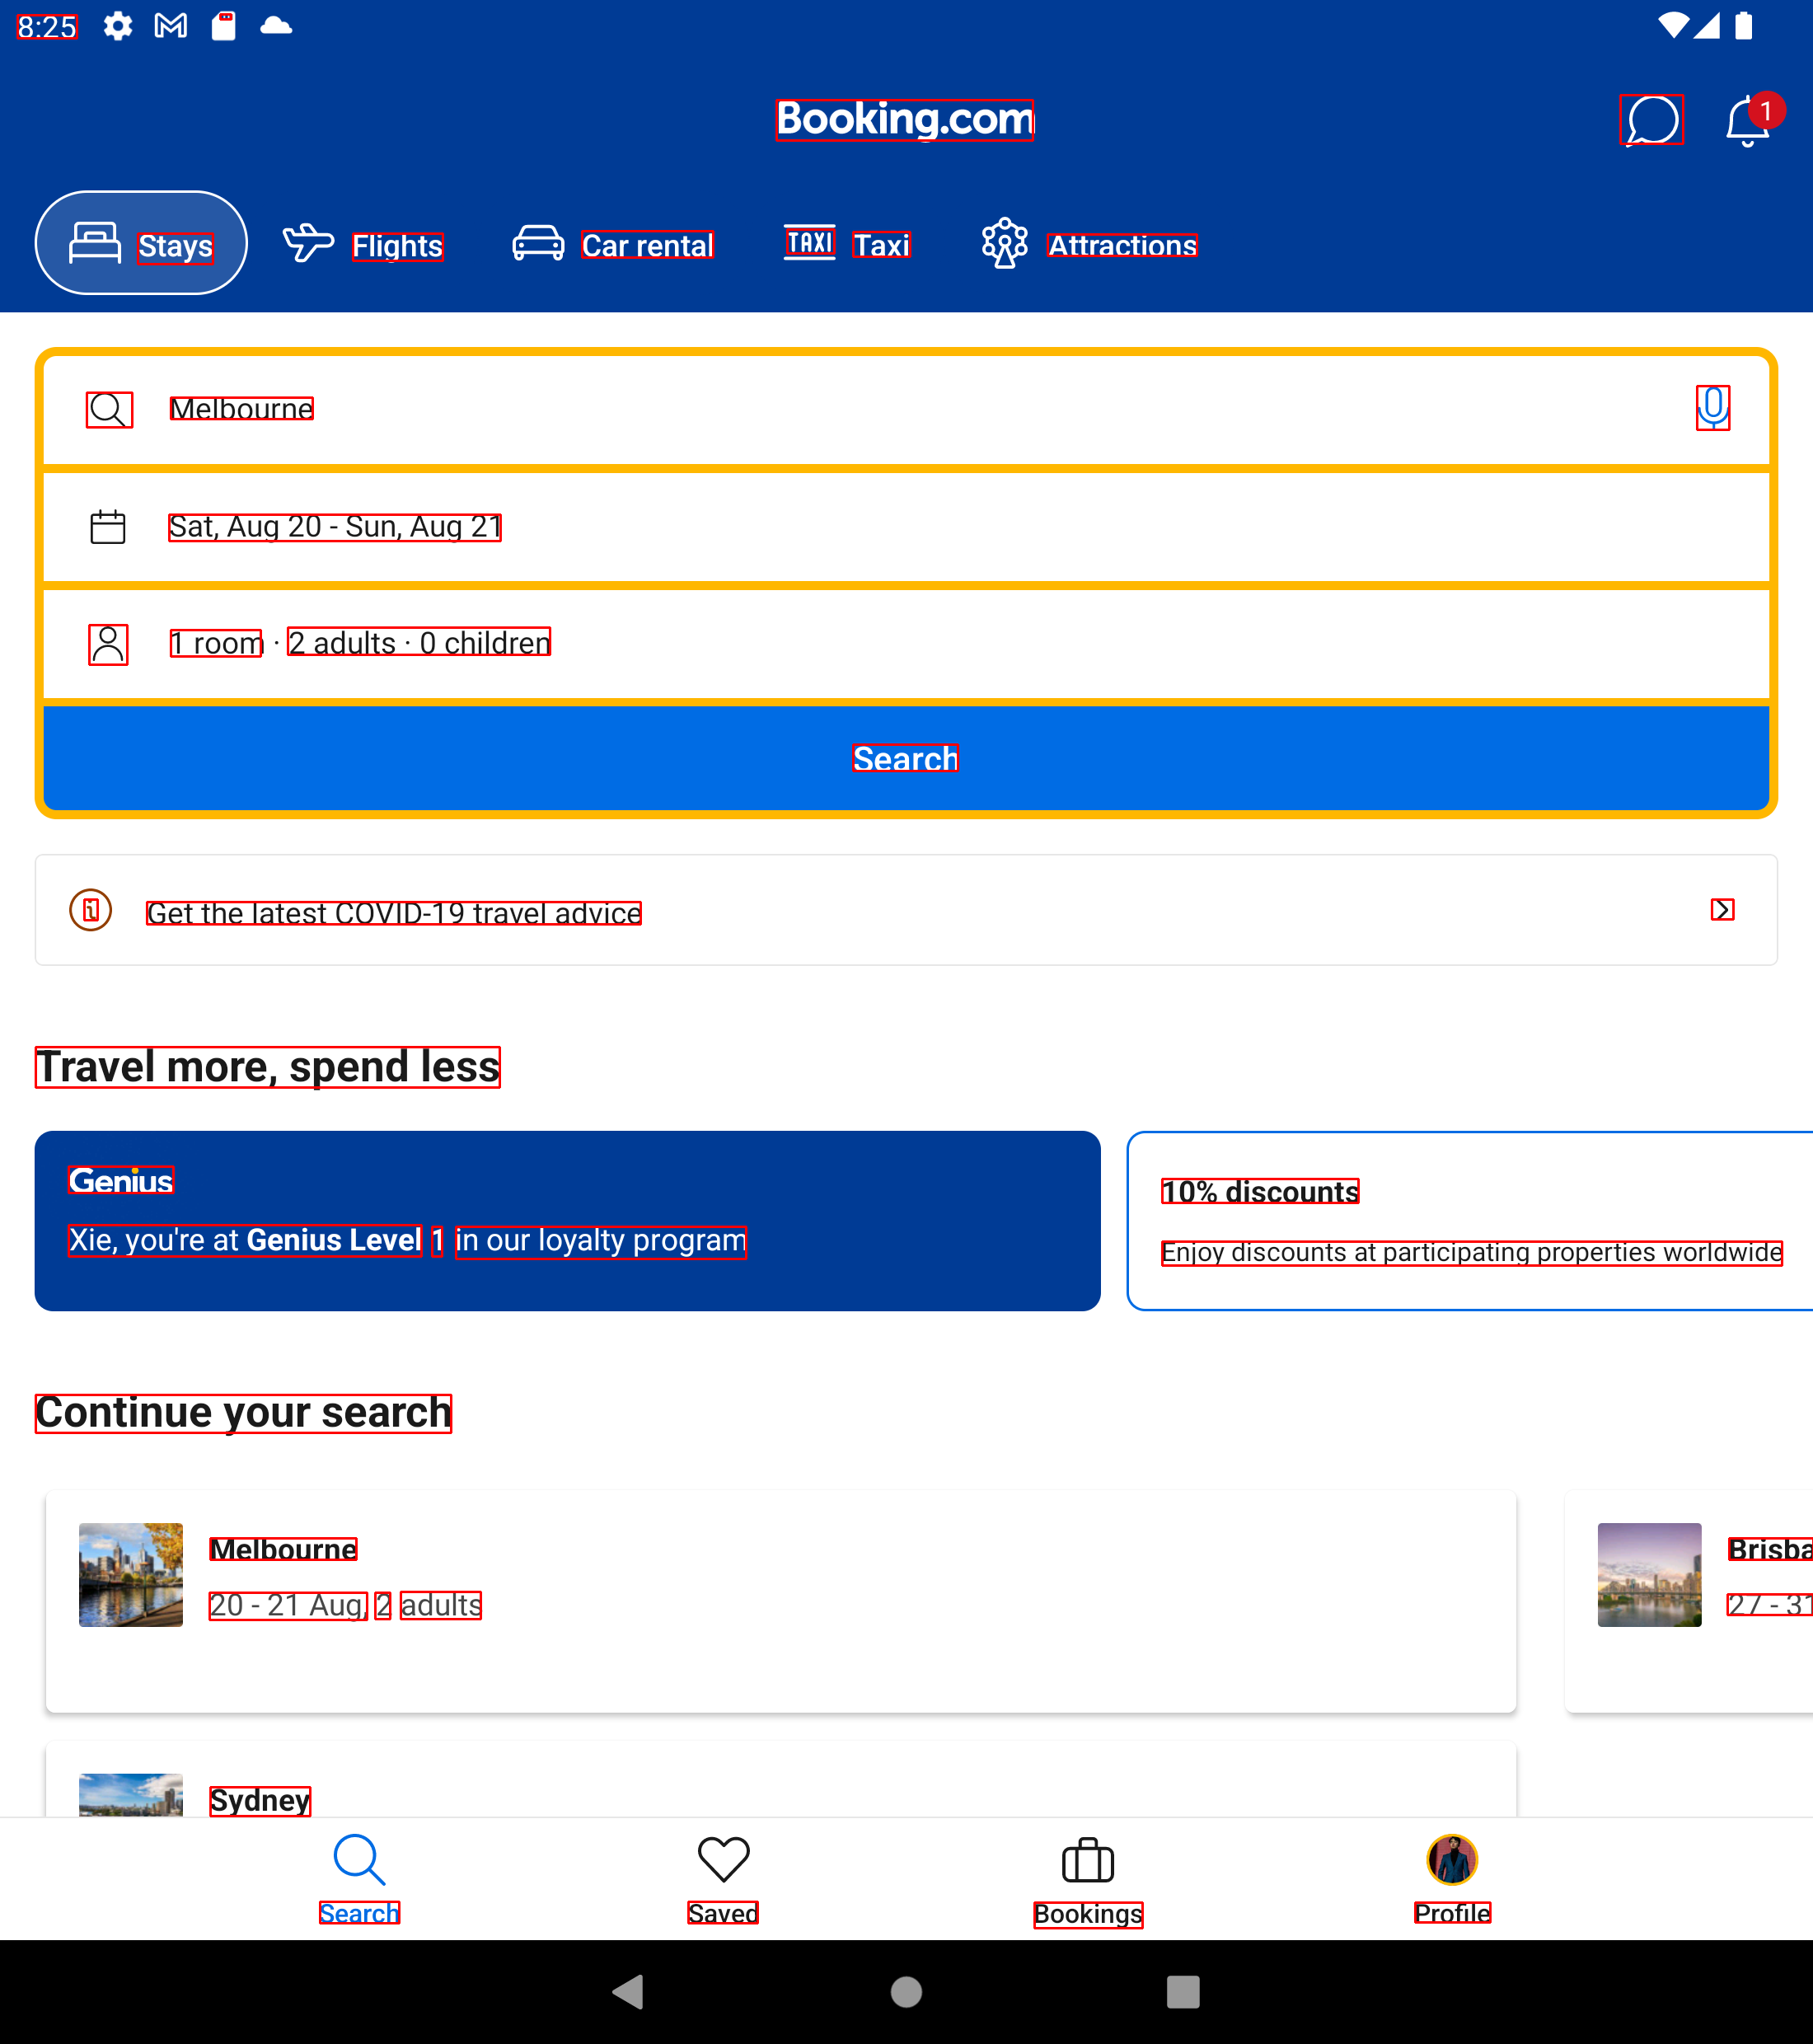 8:25
Booking.com
1
Stays Flights Car rental TAXI Taxi Attractions
Melbourne
Sat, Aug 20 - Sun, Aug 21
1 room · 2 adults · 0 children
Search
Get the latest COVID-19 travel advice
Travel more, spend less
Genius
Xie, you're at Genius Level 1 in our loyalty program
10% discounts
Enjoy discounts at participating properties worldwide
Continue your search
Melbourne
20 - 21 Aug, 2 adults
Brisba
27 - 31
Sydney
Search Saved Bookings Profile